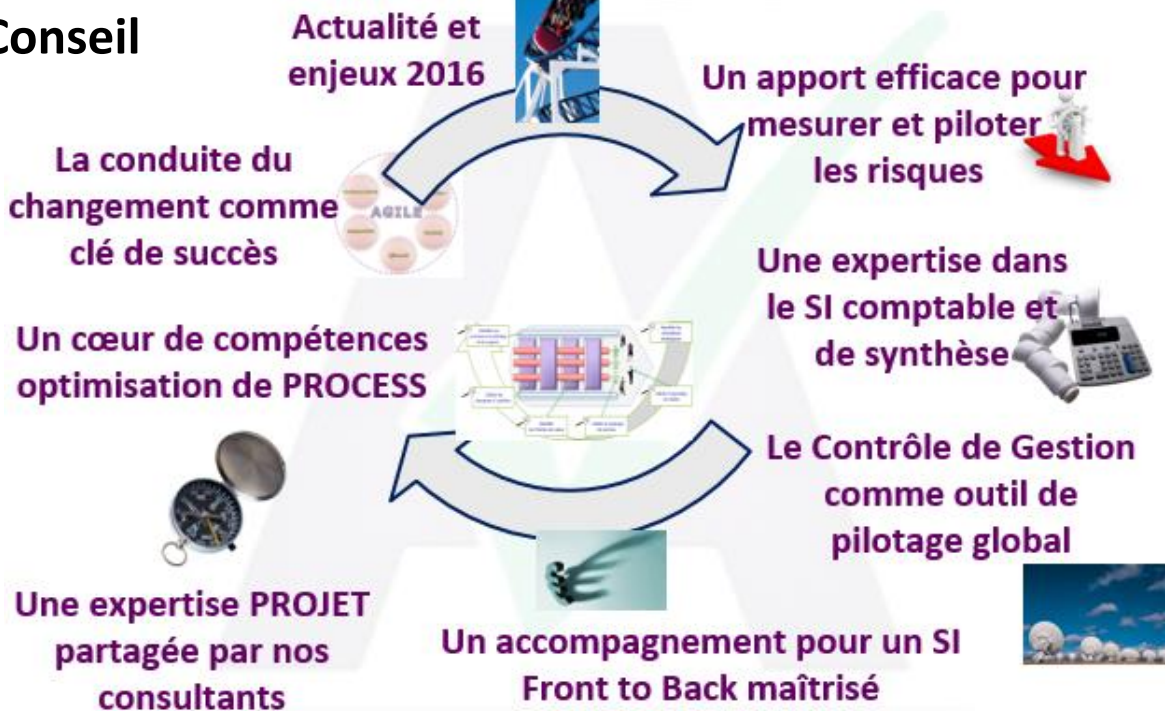 Conseil
Actualité et
enjeux 2016
Un apport efficace pour
mesurer et piloter
les risques
La conduite du
changement comme
clé de succès
AGILE
Une expertise dans
le SI comptable et
de synthèse
Un cœur de compétences
optimisation de PROCESS
Le Contrôle de Gestion
comme outil de
pilotage global
Une expertise PROJET
partagée par nos
consultants
Un accompagnement pour un SI
Front to Back maîtrisé